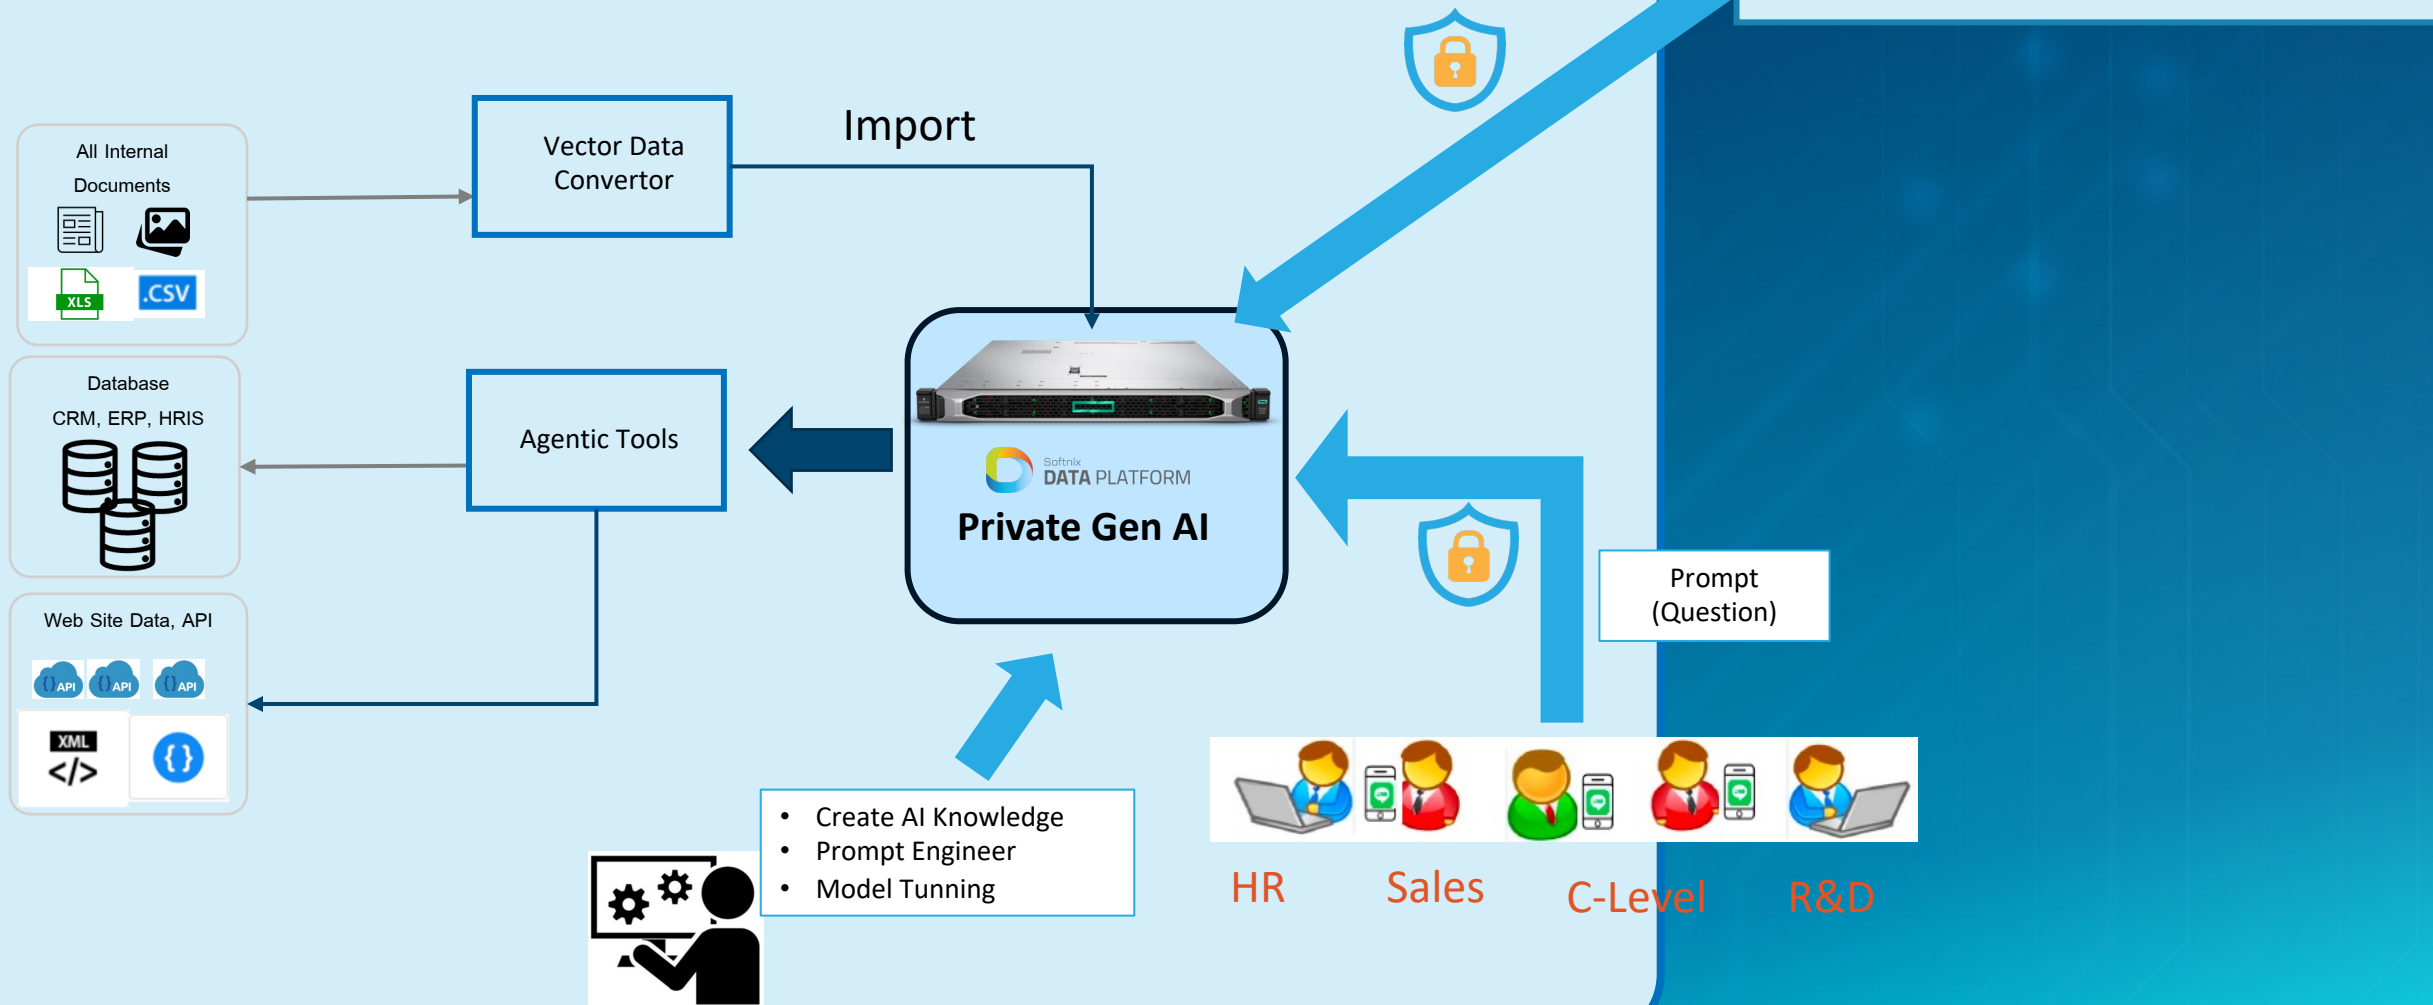 Import
Vector Data
Convertor
All Internal
Documents
XLS
.CSV
Database
CRM, ERP, HRIS
Agentic Tools
Softnix
DATA PLATFORM
Private Gen AI
Prompt
(Question)
Web Site Data, API
{} API
{} API
{} API
XML
</>
{ }
• Create AI Knowledge
• Prompt Engineer
• Model Tunning
HR
Sales
C-Level
R&D